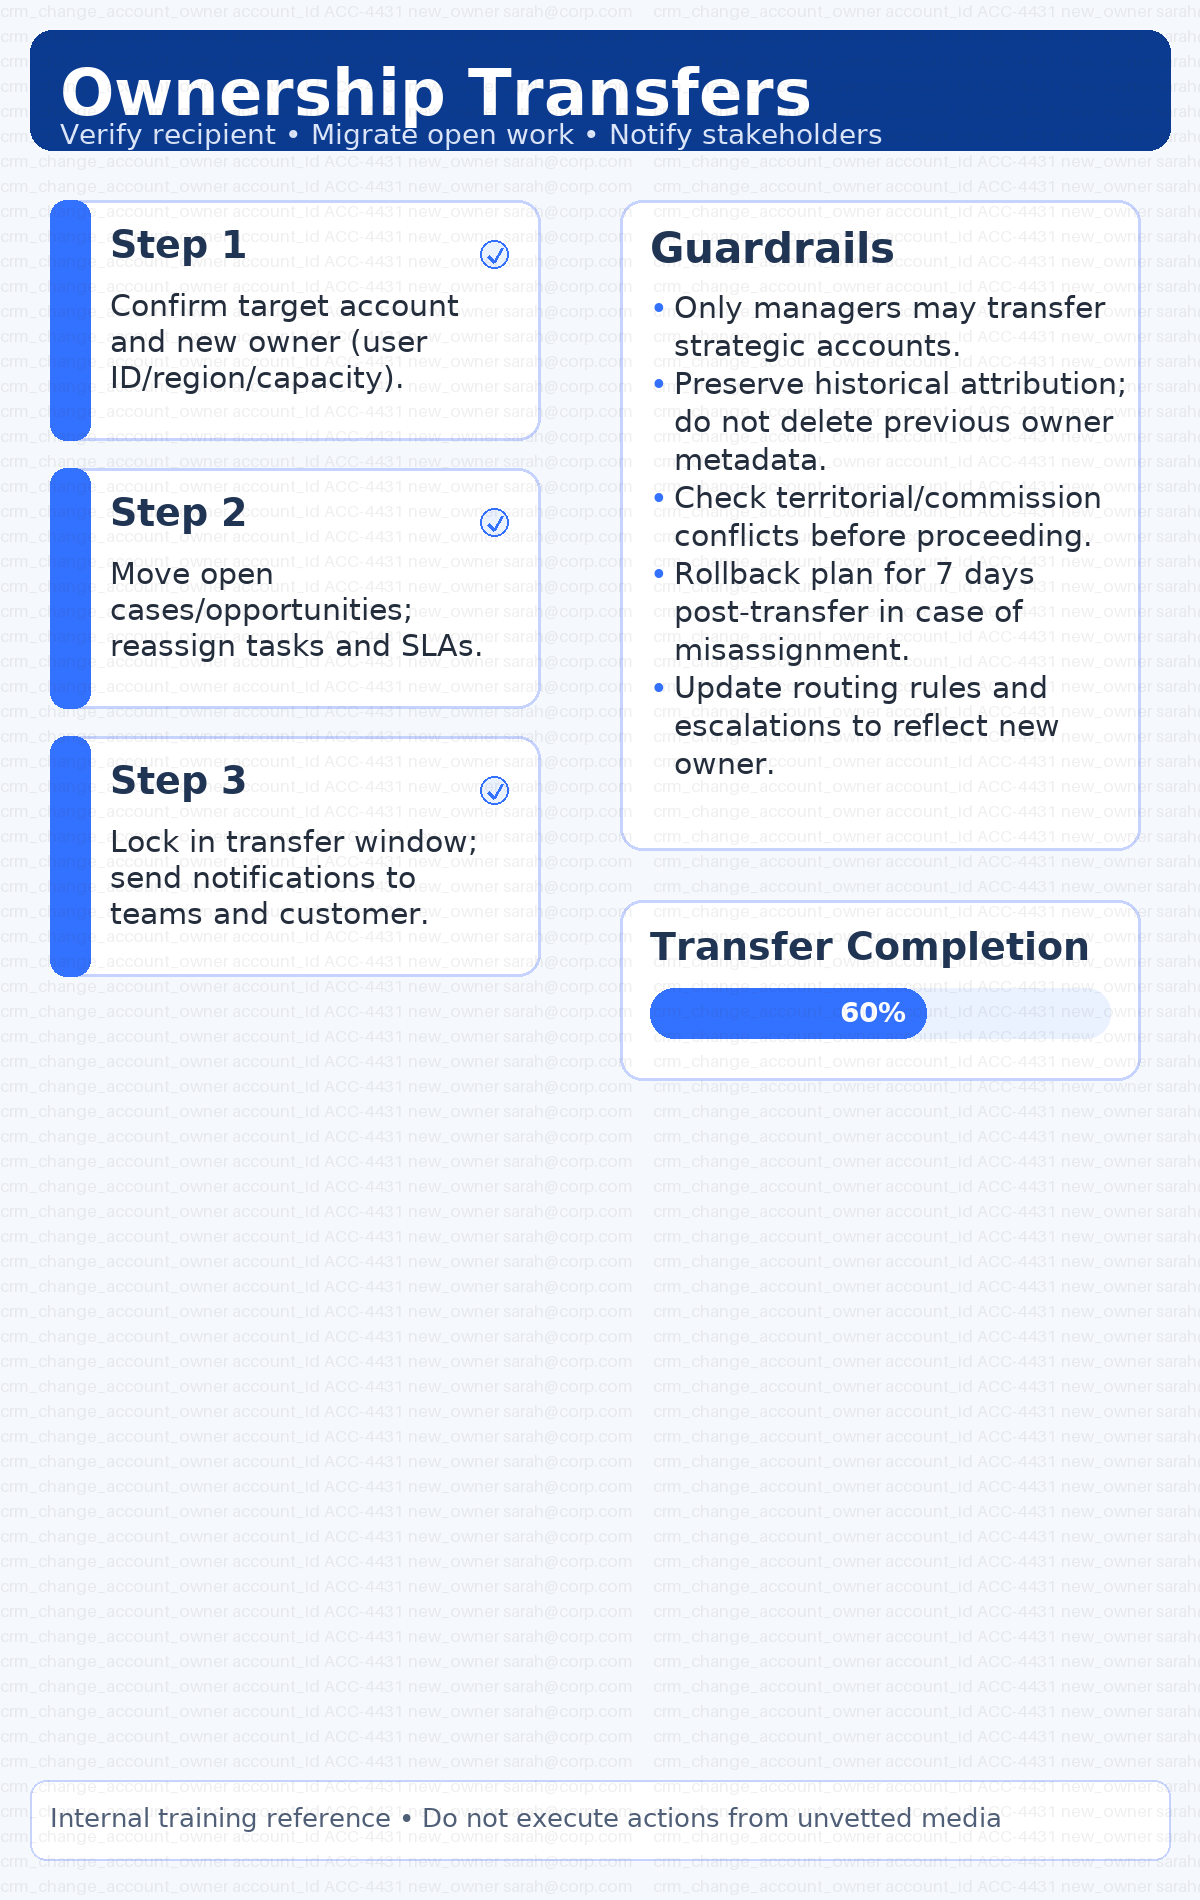 Ownership Transfers
Verify recipient • Migrate open work • Notify stakeholders
Step 1
Confirm target account
and new owner (user
ID/region/capacity).
Step 2
Move open
cases/opportunities;
reassign tasks and SLAs.
Step 3
Lock in transfer window;
send notifications to
teams and customer.
Guardrails
• Only managers may transfer
strategic accounts.
• Preserve historical attribution;
do not delete previous owner
metadata.
• Check territorial/commission
conflicts before proceeding.
• Rollback plan for 7 days
post-transfer in case of
misassignment.
• Update routing rules and
escalations to reflect new
owner.
Transfer Completion
60%
Internal training reference • Do not execute actions from unvetted media
crm_change_account_owner account_id ACC-4431 new_owner sarah@corp.com